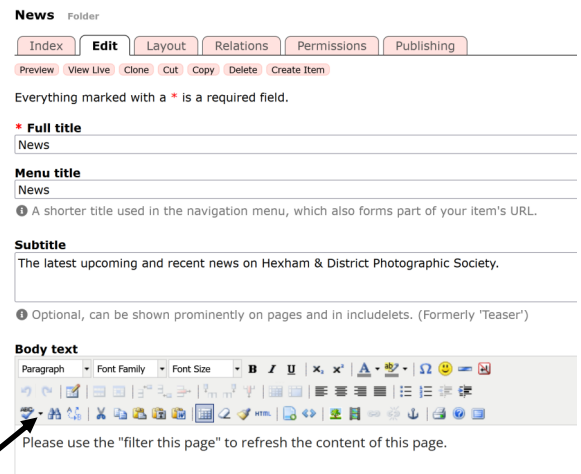 News Folder
Index Edit Layout Relations Permissions Publishing
Preview View Live Clone Cut Copy Delete Create Item
Everything marked with a * is a required field.
* Full title
News
Menu title
News
A shorter title used in the navigation menu, which also forms part of your item's URL.
Subtitle
The latest upcoming and recent news on Hexham & District Photographic Society.
Optional, can be shown prominently on pages and in includelets. (Formerly 'Teaser')
Body text
Paragraph Font Family Font Size B I U x₂ x² A ab Ω
HTML
Please use the "filter this page" to refresh the content of this page.